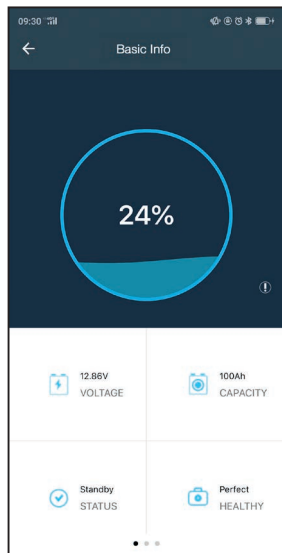 09:30
Basic Info
24%
12.86V
VOLTAGE
100Ah
CAPACITY
Standby
STATUS
Perfect
HEALTHY